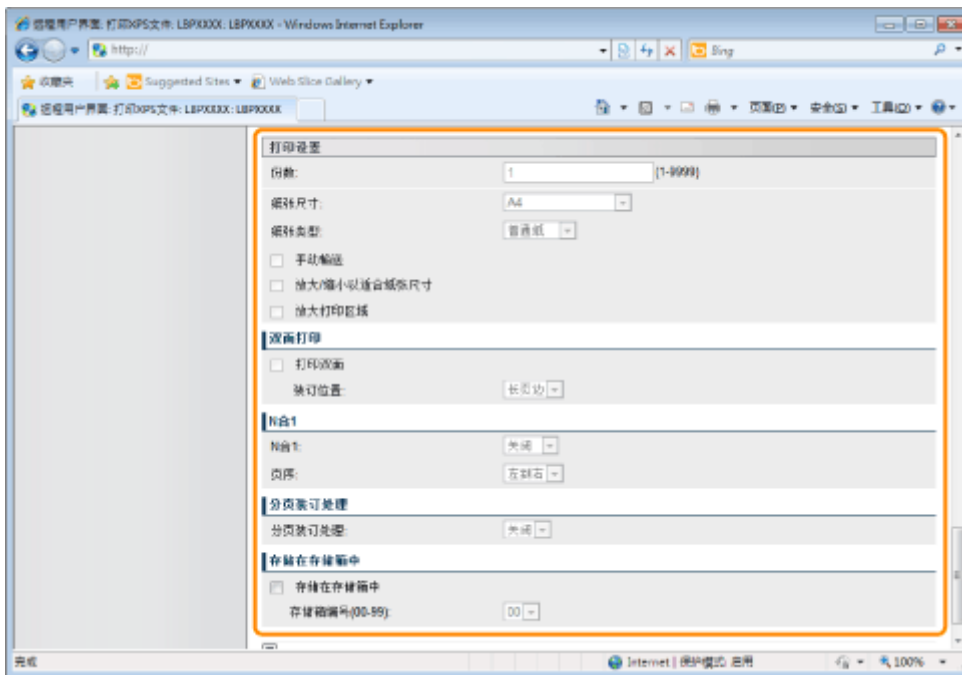 远程用户界面: 打印XPS文件: LBPXXXX: LBPXXXX - Windows Internet Explorer
http://
Bing
收藏夹 Suggested Sites Web Slice Gallery
远程用户界面: 打印XPS文件: LBPXXXX: LBPXXXX 页面(P) 安全(S) 工具(O)
打印设置
份数: 1 (1-9999)
纸张尺寸: A4
纸张类型: 普通纸
手动输送
放大/缩小以适合纸张尺寸
放大打印区域
双面打印
打印双面
装订位置: 长页边
N合1
N合1: 关闭
页序: 左到右
分页装订处理
分页装订处理: 关闭
存储在存储箱中
存储在存储箱中
存储箱编号(00-99): 00
完成 Internet | 保护模式: 启用 100%